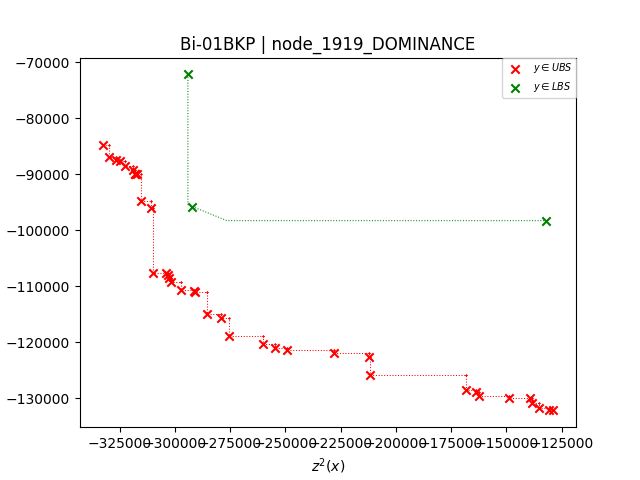 Bi-01BKP | node_1919_DOMINANCE
y ∈ UBS
y ∈ LBS
−70000
−80000
−90000
−100000
−110000
−120000
−130000
−325000 −300000 −275000 −250000 −225000 −200000 −175000 −150000 −125000
z²(x)